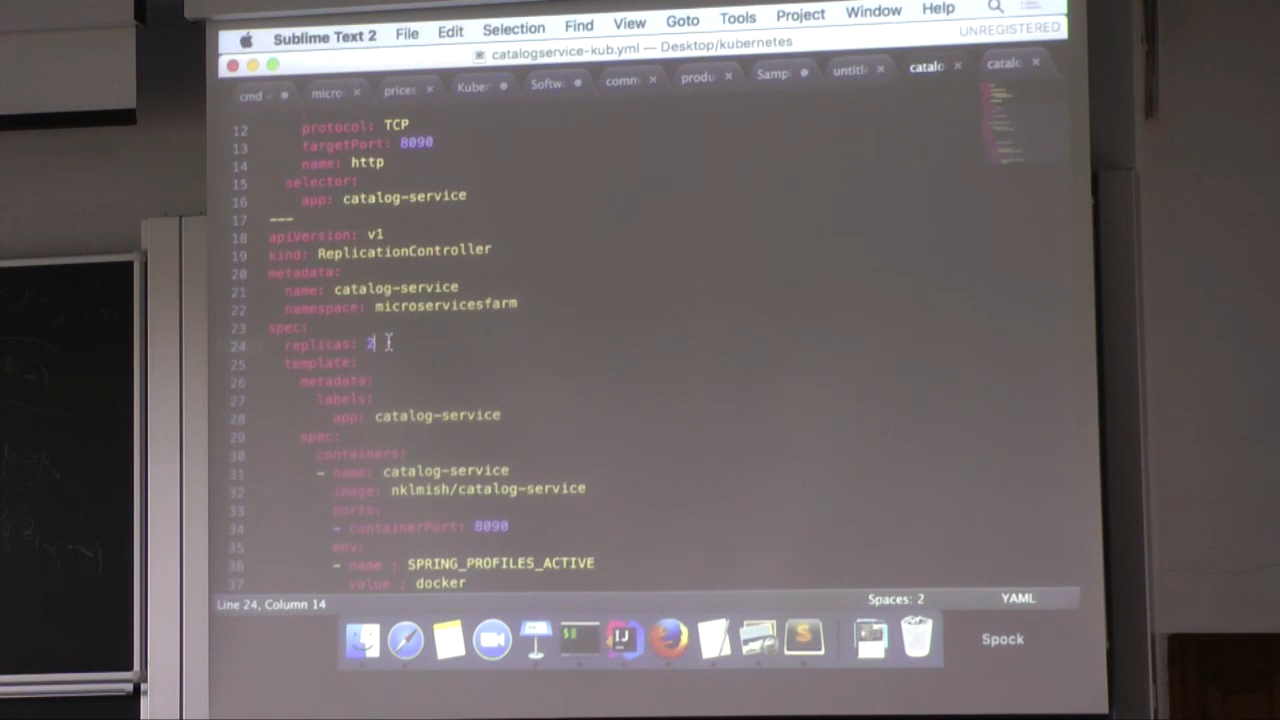 Sublime Text 2 File Edit Selection Find View Goto Tools Project Window Help
catalogservice-kub.yml — Desktop/kubernetes UNREGISTERED
cmd micro: prices Kuber Softw comm produ Sampl untitl catalo catalo
12 protocol: TCP
13 targetPort: 8090
14 name: http
15 selector:
16 app: catalog-service
17 ---
18 apiVersion: v1
19 kind: ReplicationController
20 metadata:
21 name: catalog-service
22 namespace: microservicesfarm
23 spec:
24 replicas: 2
25 template:
26 metadata:
27 labels:
28 app: catalog-service
29 spec:
30 containers:
31 - name: catalog-service
32 image: nklmish/catalog-service
33 ports:
34 - containerPort: 8090
35 env:
36 - name : SPRING_PROFILES_ACTIVE
37 value : docker
Line 24, Column 14 Spaces: 2 YAML
Spock